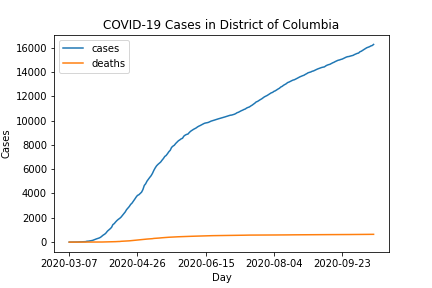 COVID-19 Cases in District of Columbia
cases
deaths
16000
14000
12000
10000
8000
6000
4000
2000
0
Cases
2020-03-07 2020-04-26 2020-06-15 2020-08-04 2020-09-23
Day